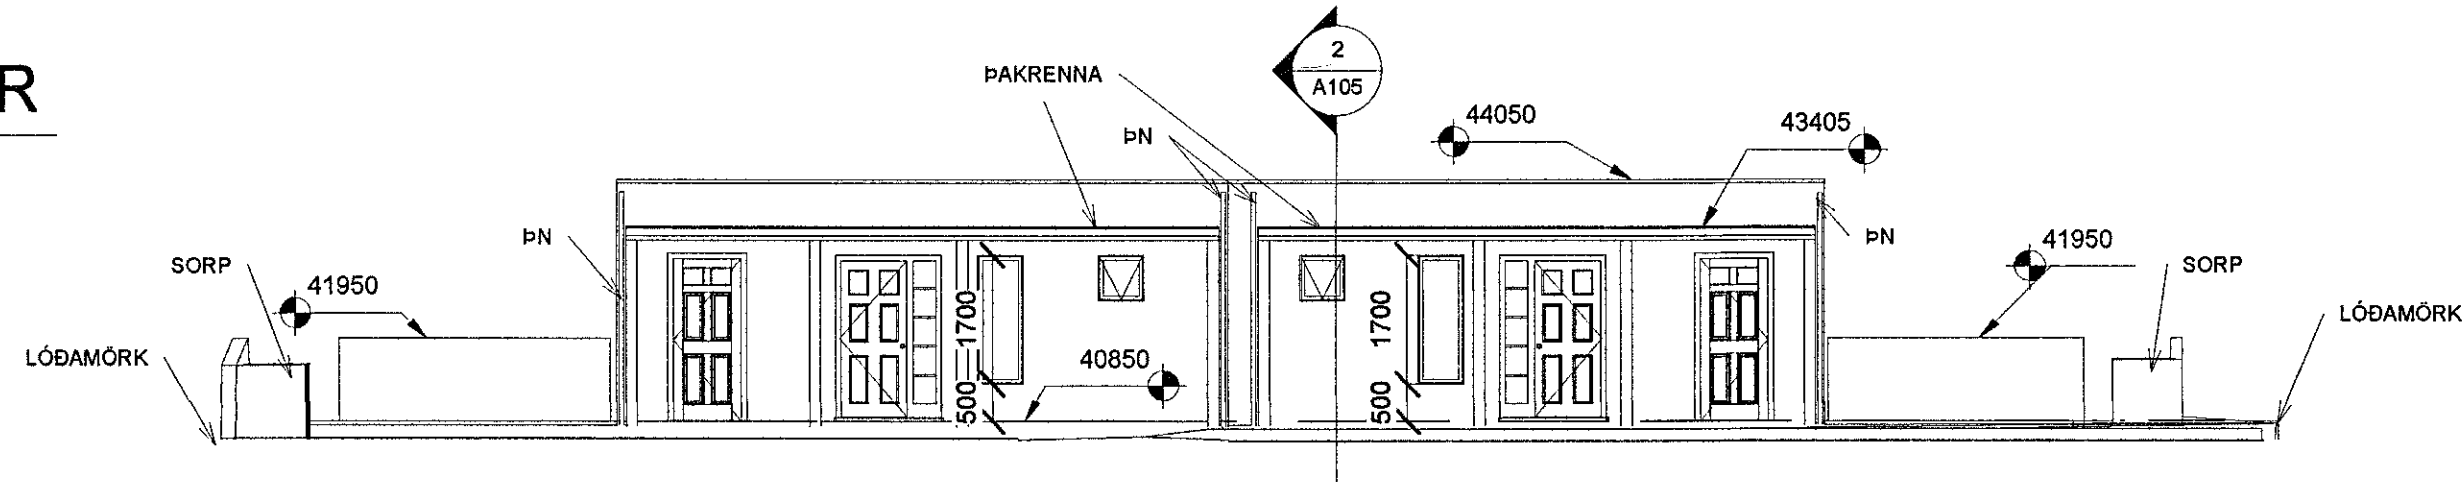 R
ÞAKRENNA
2
A105
44050
43405
ÞN
ÞN
ÞN
SORP
41950
41950
SORP
LÓÐAMÖRK
LÓÐAMÖRK
1700
1700
40850
500
500